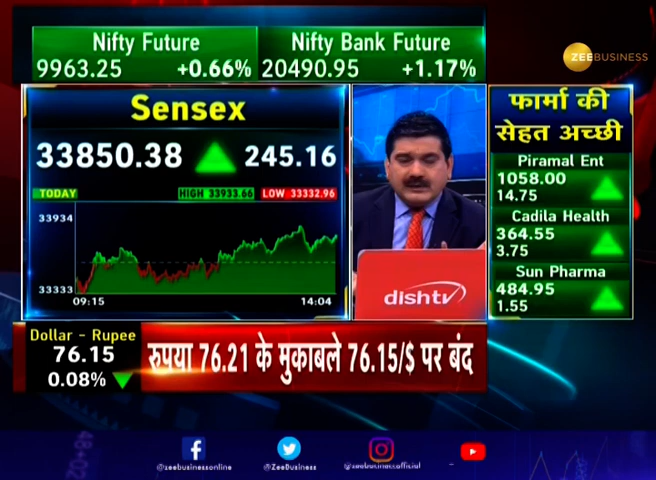 Nifty Future
9963.25 +0.66%
Nifty Bank Future
20490.95 +1.17%
ZEEBUSINESS
Sensex
33850.38 245.16
TODAY HIGH 33933.66 LOW 33332.96
33934
33333
09:15 14:04
dishtv
फार्मा की
सेहत अच्छी
Piramal Ent
1058.00
14.75
Cadila Health
364.55
3.75
Sun Pharma
484.95
1.55
Dollar - Rupee
76.15
0.08%
रुपया 76.21 के मुकाबले 76.15/$ पर बंद
@zeebusinessonline
@ZeeBusiness
@zeebusinessofficial